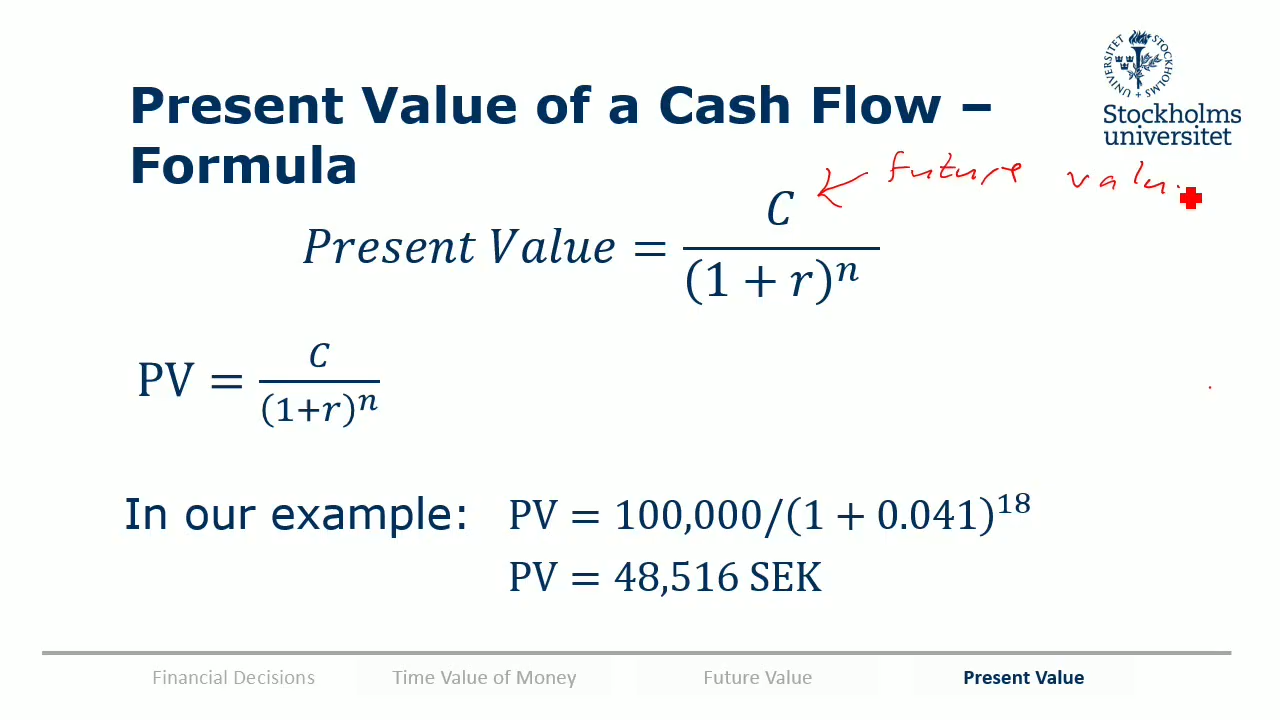 Present Value of a Cash Flow –
Formula
UNIVERSITET STOCKHOLMS
Stockholms
universitet
future valu
Present Value = C / (1 + r)^n
PV = C / (1+r)^n
In our example: PV = 100,000/(1 + 0.041)^18
PV = 48,516 SEK
Financial Decisions Time Value of Money Future Value Present Value